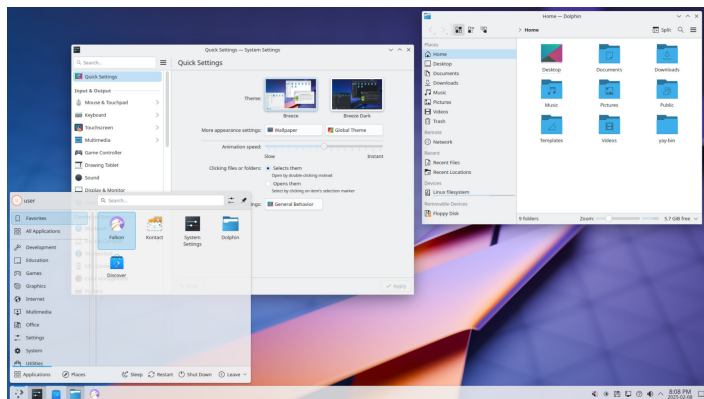 Home — Dolphin
> Home
Split
Places
Home
Desktop
Documents
Downloads
Music
Pictures
Videos
Trash
Remote
Network
Recent
Recent Files
Recent Locations
Devices
Linux filesystem
Removable Devices
Floppy Disk
Desktop
Documents
Downloads
Music
Pictures
Public
Templates
Videos
yay-bin
9 folders
Zoom:
5.7 GiB free
Quick Settings — System Settings
Search...
Quick Settings
Quick Settings
Input & Output
Mouse & Touchpad
Keyboard
Touchscreen
Multimedia
Game Controller
Drawing Tablet
Sound
Display & Monitor
Theme:
Breeze
Breeze Dark
More appearance settings:
Wallpaper
Global Theme
Animation speed:
Slow
Instant
Clicking files or folders:
Selects them
Open by double-clicking instead
Opens them
Select by clicking on item's selection marker
General Behavior
Apply
user
Search...
Favorites
All Applications
Development
Education
Games
Graphics
Internet
Multimedia
Office
Settings
System
Utilities
Falkon
Kontact
System
Settings
Dolphin
Discover
Applications
Places
Sleep
Restart
Shut Down
Leave
8:08 PM
2025-02-08